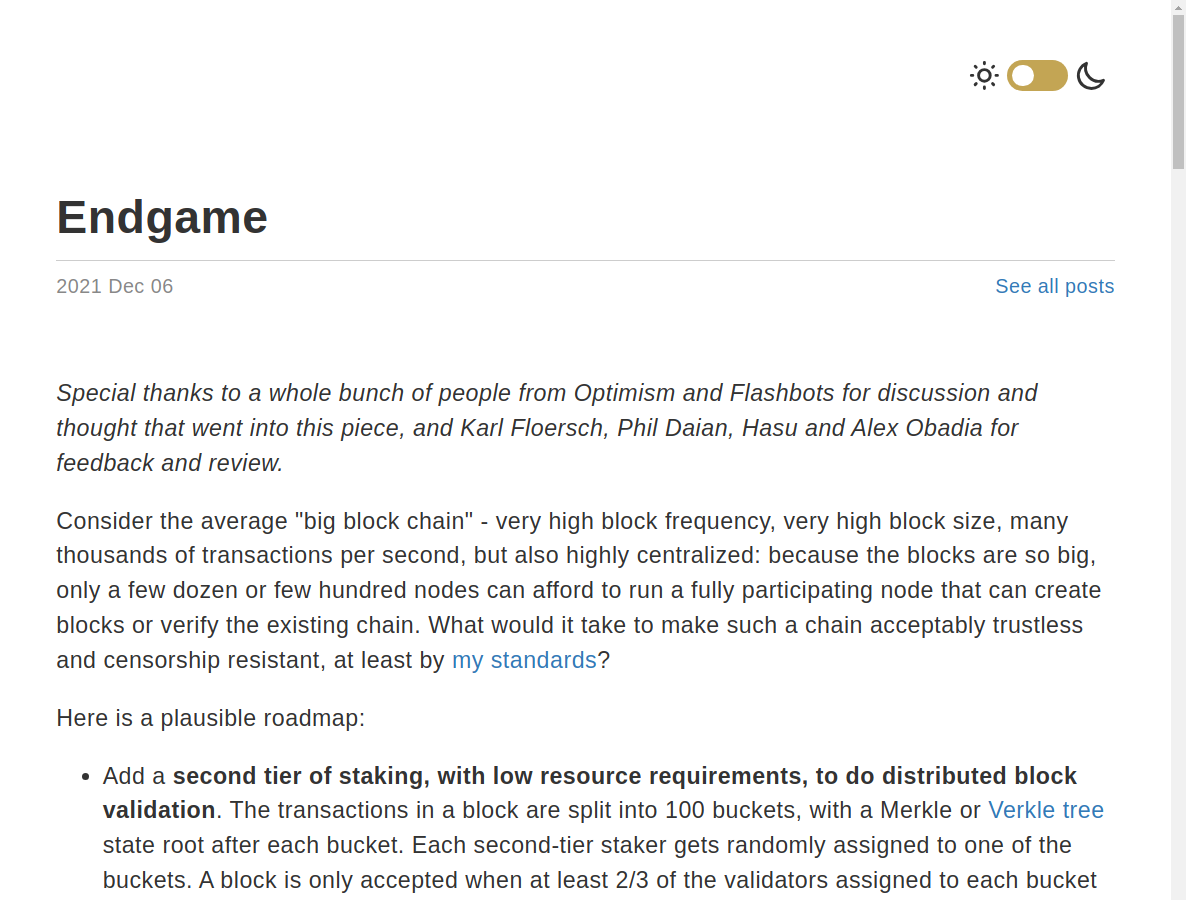 Endgame
2021 Dec 06
See all posts
Special thanks to a whole bunch of people from Optimism and Flashbots for discussion and
thought that went into this piece, and Karl Floersch, Phil Daian, Hasu and Alex Obadia for
feedback and review.
Consider the average "big block chain" - very high block frequency, very high block size, many
thousands of transactions per second, but also highly centralized: because the blocks are so big,
only a few dozen or few hundred nodes can afford to run a fully participating node that can create
blocks or verify the existing chain. What would it take to make such a chain acceptably trustless
and censorship resistant, at least by my standards?
Here is a plausible roadmap:
• Add a second tier of staking, with low resource requirements, to do distributed block
validation. The transactions in a block are split into 100 buckets, with a Merkle or Verkle tree
state root after each bucket. Each second-tier staker gets randomly assigned to one of the
buckets. A block is only accepted when at least 2/3 of the validators assigned to each bucket